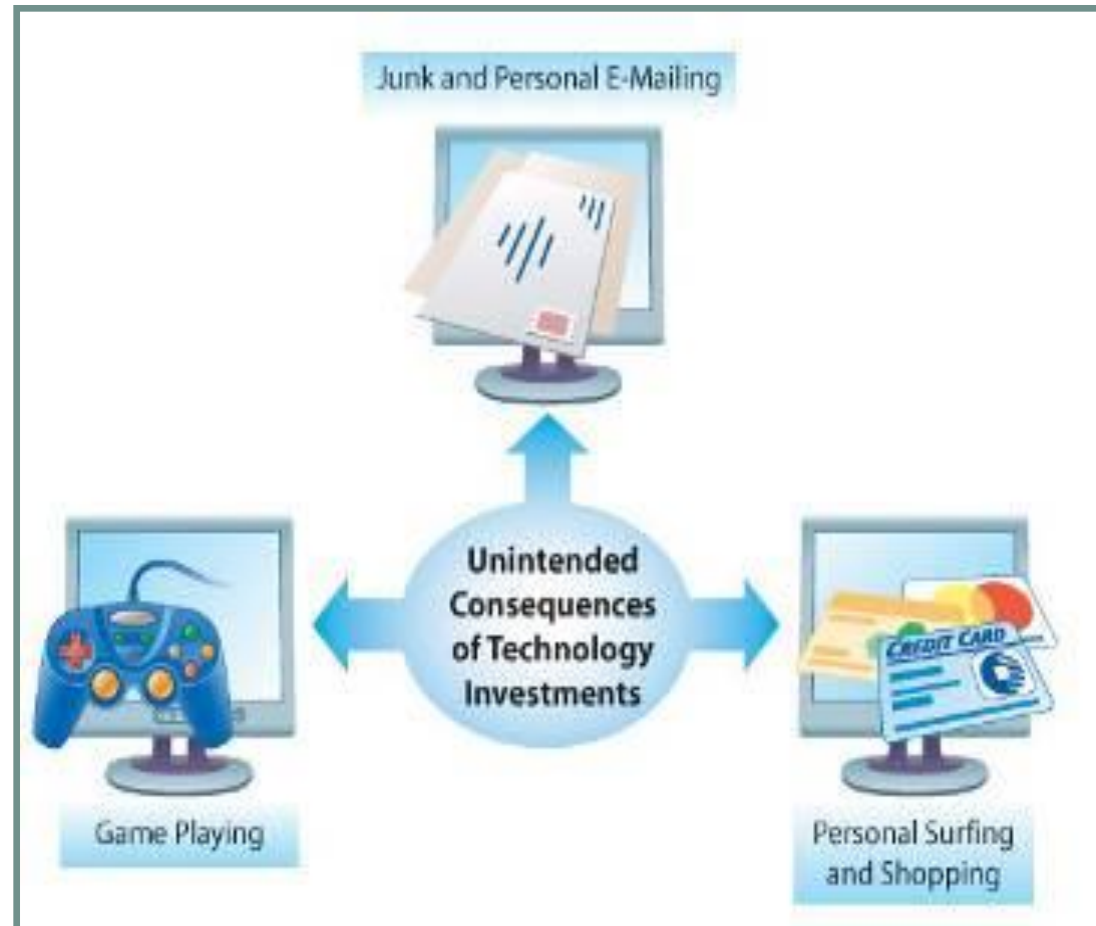 Junk and Personal E-Mailing
Unintended
Consequences
of Technology
Investments
CREDIT CARD
Game Playing
Personal Surfing
and Shopping